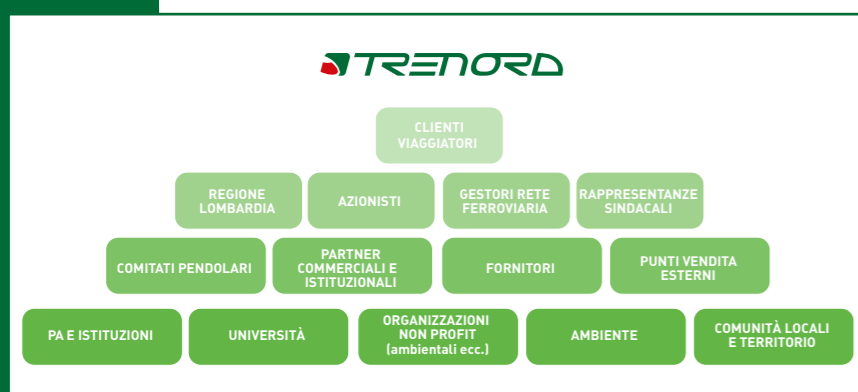 TRENORD
CLIENTI
VIAGGIATORI
REGIONE
LOMBARDIA
AZIONISTI
GESTORI RETE
FERROVIARIA
RAPPRESENTANZE
SINDACALI
COMITATI PENDOLARI
PARTNER
COMMERCIALI E
ISTITUZIONALI
FORNITORI
PUNTI VENDITA
ESTERNI
PA E ISTITUZIONI
UNIVERSITÀ
ORGANIZZAZIONI
NON PROFIT
(ambientali ecc.)
AMBIENTE
COMUNITÀ LOCALI
E TERRITORIO